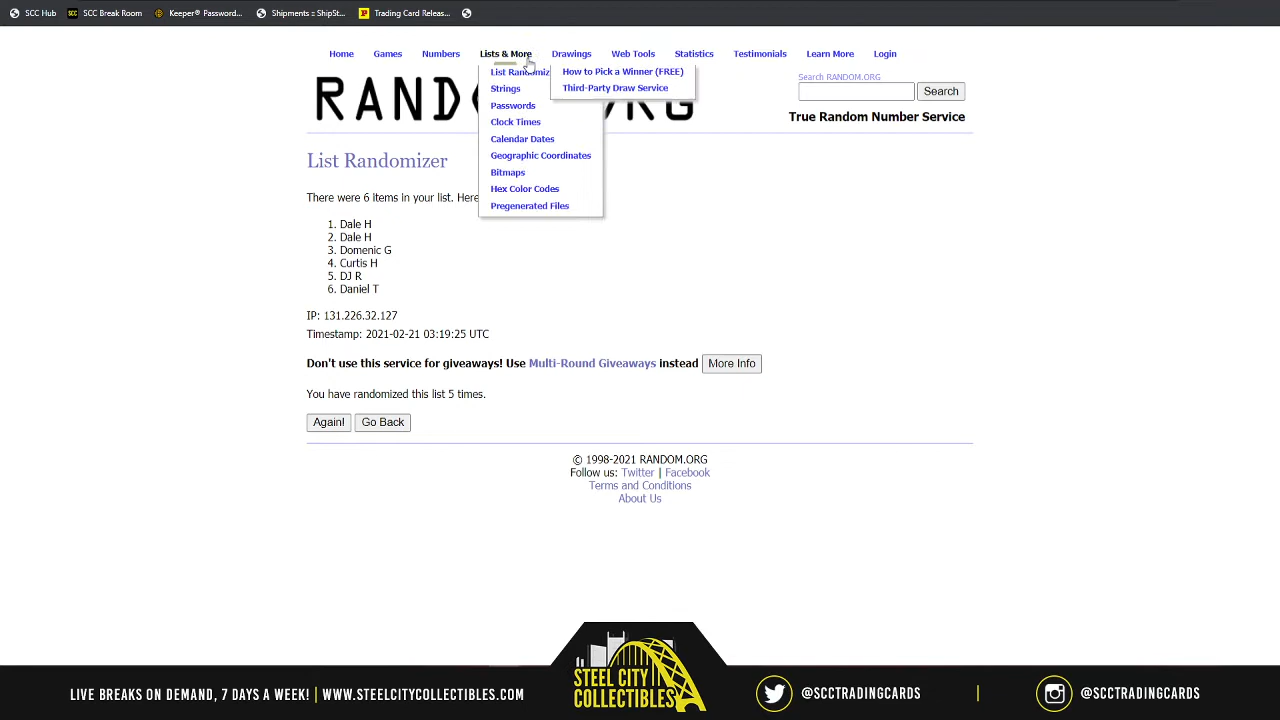 SCC Hub SCC Break Room Keeper® Password... Shipments :: ShipSt... Trading Card Releas...
Home Games Numbers Lists & More Drawings Web Tools Statistics Testimonials Learn More Login
List Randomiz
Strings
Passwords
Clock Times
Calendar Dates
Geographic Coordinates
Bitmaps
Hex Color Codes
Pregenerated Files
How to Pick a Winner (FREE)
Third-Party Draw Service
Search RANDOM.ORG
Search
RANDOM.ORG
True Random Number Service
List Randomizer
There were 6 items in your list. Here
1. Dale H
2. Dale H
3. Domenic G
4. Curtis H
5. DJ R
6. Daniel T
IP: 131.226.32.127
Timestamp: 2021-02-21 03:19:25 UTC
Don't use this service for giveaways! Use Multi-Round Giveaways instead More Info
You have randomized this list 5 times.
Again! Go Back
© 1998-2021 RANDOM.ORG
Follow us: Twitter | Facebook
Terms and Conditions
About Us
LIVE BREAKS ON DEMAND, 7 DAYS A WEEK! | WWW.STEELCITYCOLLECTIBLES.COM
STEEL CITY
COLLECTIBLES
@SCCTRADINGCARDS | @SCCTRADINGCARDS